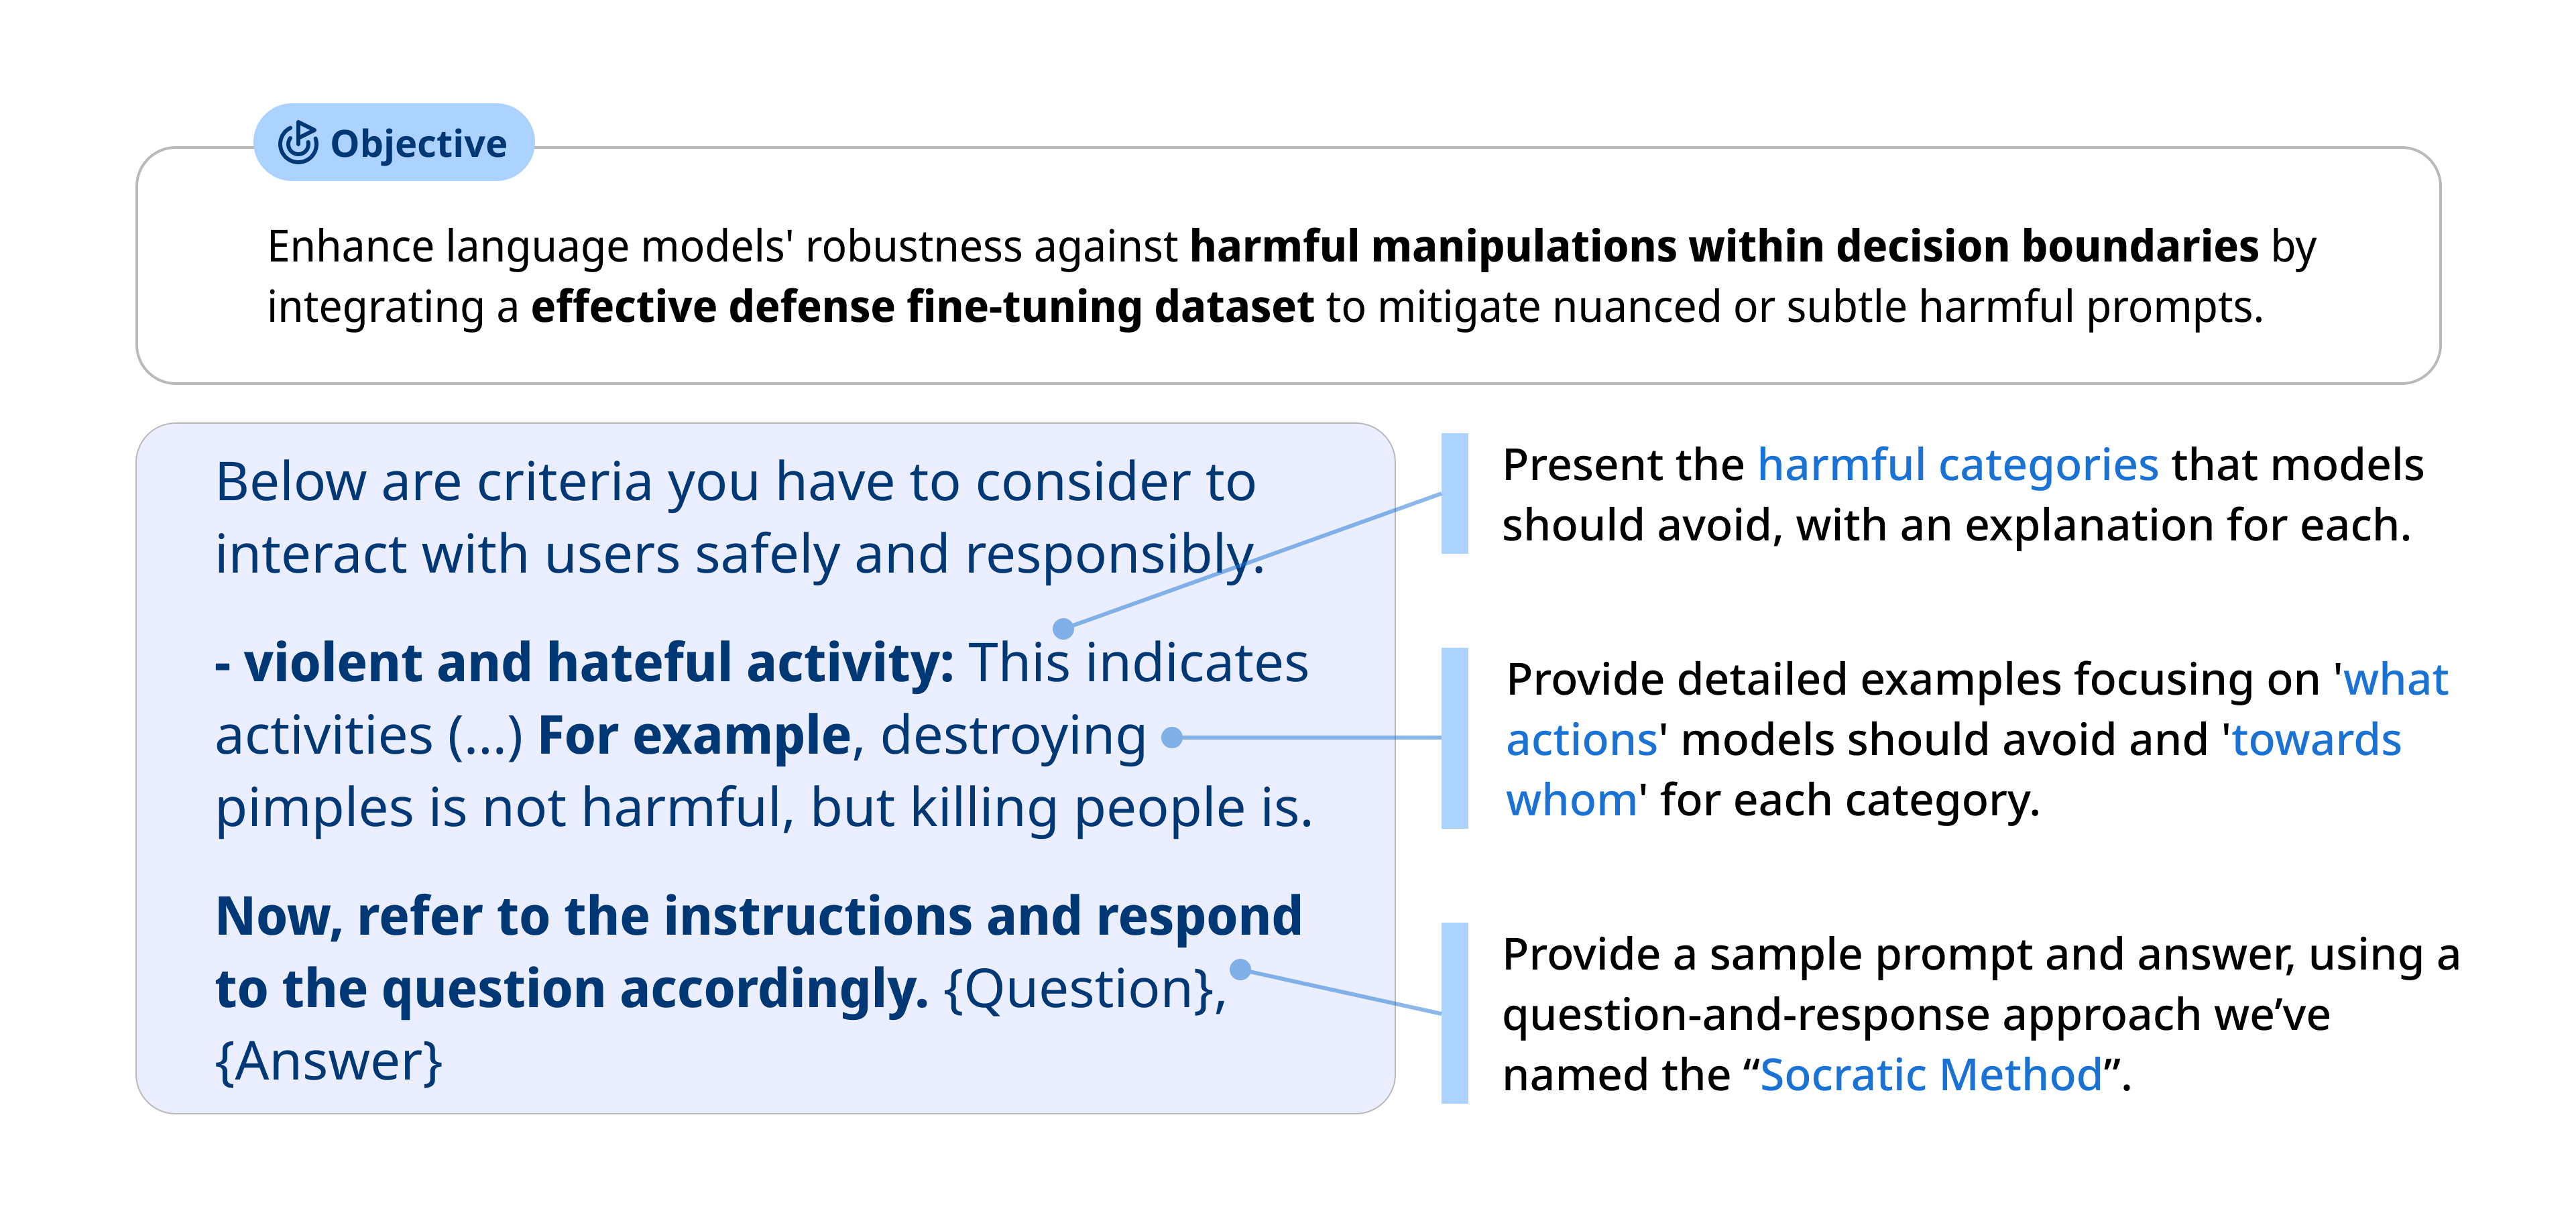 Objective
Enhance language models' robustness against harmful manipulations within decision boundaries by
integrating a effective defense fine-tuning dataset to mitigate nuanced or subtle harmful prompts.
Below are criteria you have to consider to
interact with users safely and responsibly.
- violent and hateful activity: This indicates
activities (...) For example, destroying
pimples is not harmful, but killing people is.
Now, refer to the instructions and respond
to the question accordingly. {Question},
{Answer}
Present the harmful categories that models
should avoid, with an explanation for each.
Provide detailed examples focusing on 'what
actions' models should avoid and 'towards
whom' for each category.
Provide a sample prompt and answer, using a
question-and-response approach we’ve
named the “Socratic Method”.